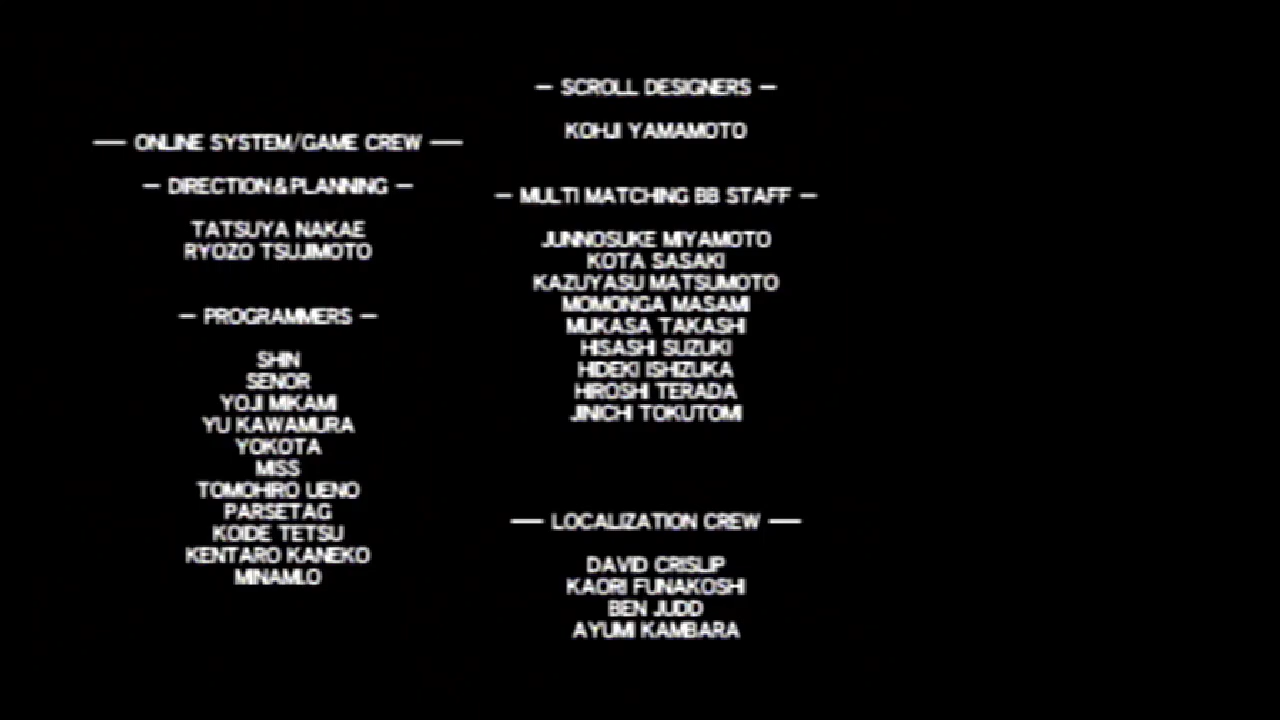 — ONLINE SYSTEM/GAME CREW —
— DIRECTION&PLANNING —
TATSUYA NAKAE
RYOZO TSUJIMOTO
— PROGRAMMERS —
SHIN
SENOR
YOJI MIKAMI
YU KAWAMURA
YOKOTA
MISS
TOMOHIRO UENO
PARSETAG
KOIDE TETSU
KENTARO KANEKO
MINAMI.O
— SCROLL DESIGNERS —
KOHJI YAMAMOTO
— MULTI MATCHING BB STAFF —
JUNNOSUKE MIYAMOTO
KOTA SASAKI
KAZUYASU MATSUMOTO
MOMONGA MASAMI
MUKASA TAKASHI
HISASHI SUZUKI
HIDEKI ISHIZUKA
HIROSHI TERADA
JINICHI TOKUTOMI
— LOCALIZATION CREW —
DAVID CRISLIP
KAORI FUNAKOSHI
BEN JUDD
AYUMI KAMBARA